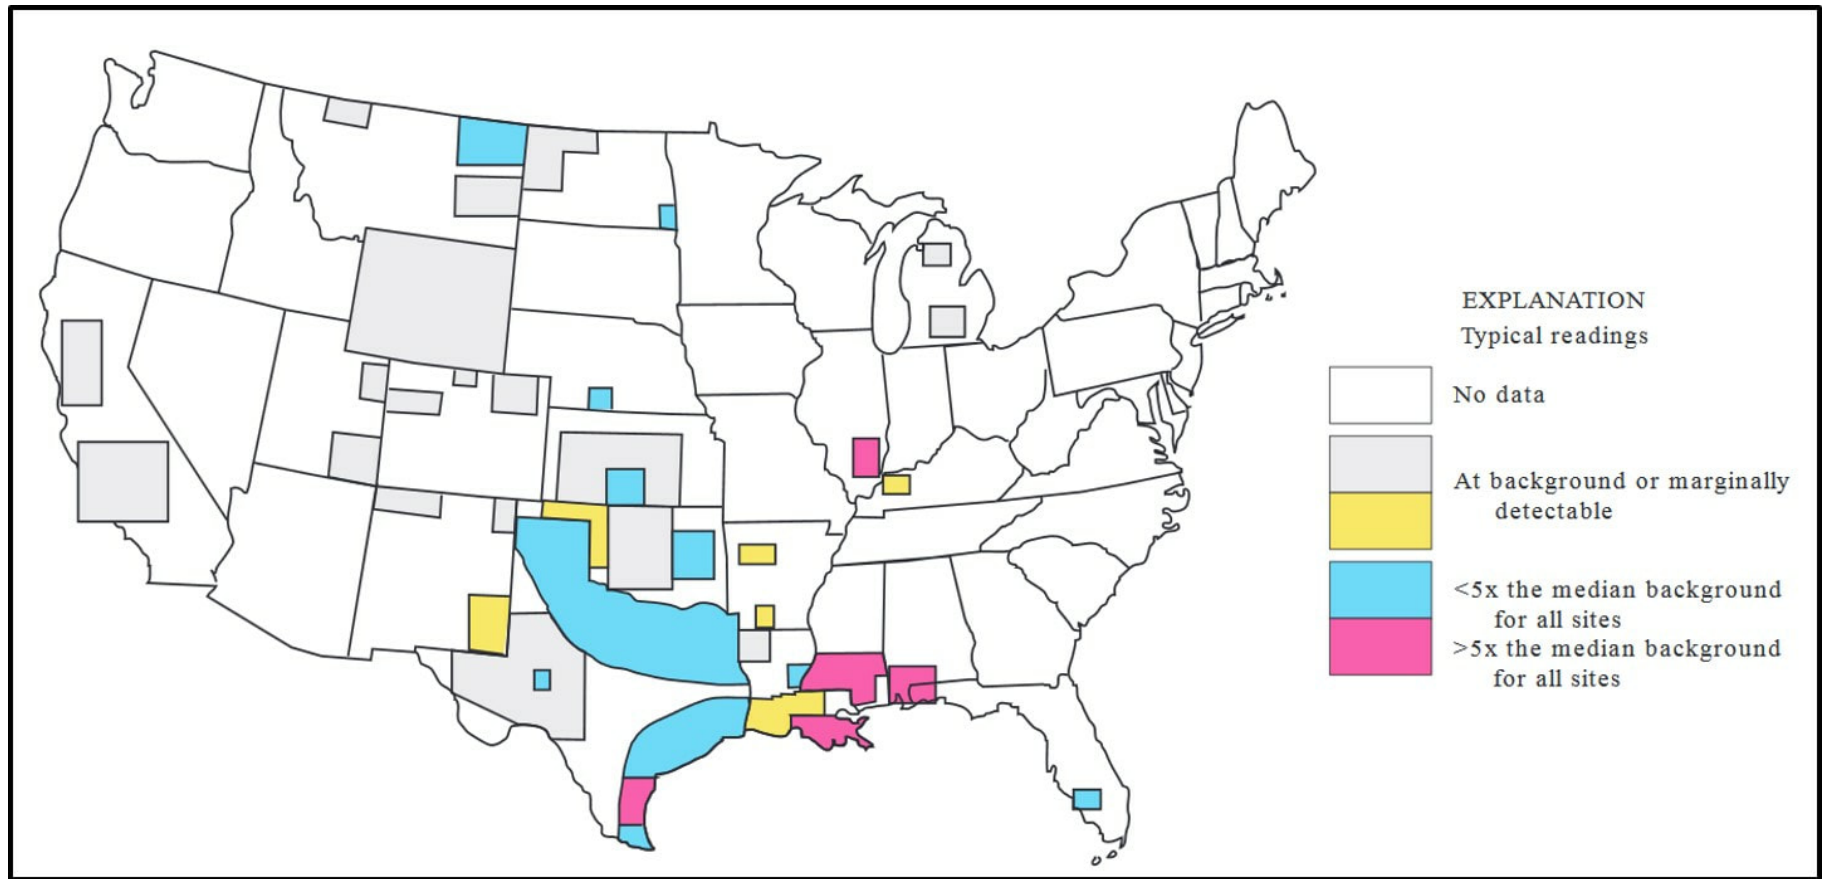 EXPLANATION
Typical readings
No data
At background or marginally
detectable
<5x the median background
for all sites
>5x the median background
for all sites